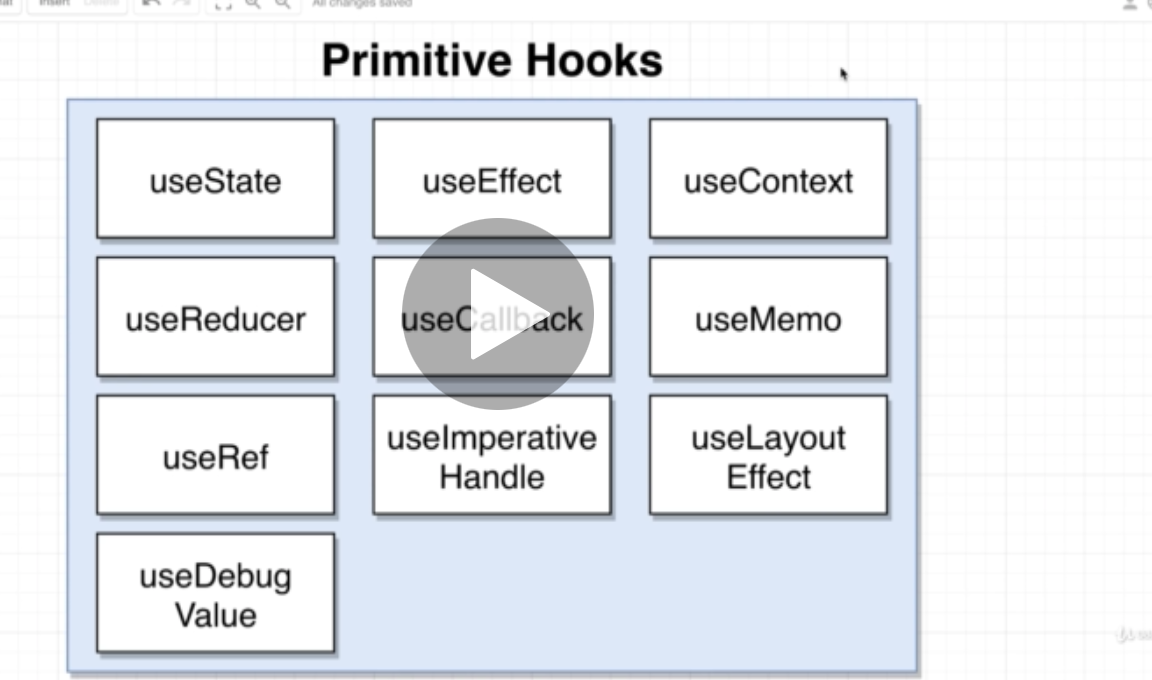 Insert Delete All changes saved
Primitive Hooks
useState useEffect useContext
useReducer useCallback useMemo
useRef
useImperative
Handle
useLayout
Effect
useDebug
Value